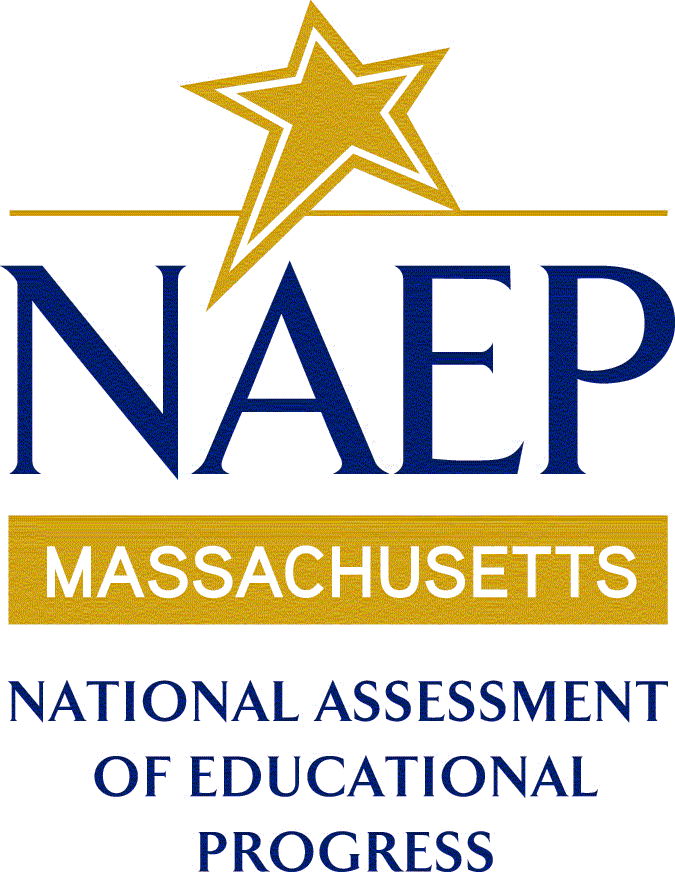 NAEP
MASSACHUSETTS
NATIONAL ASSESSMENT
OF EDUCATIONAL
PROGRESS